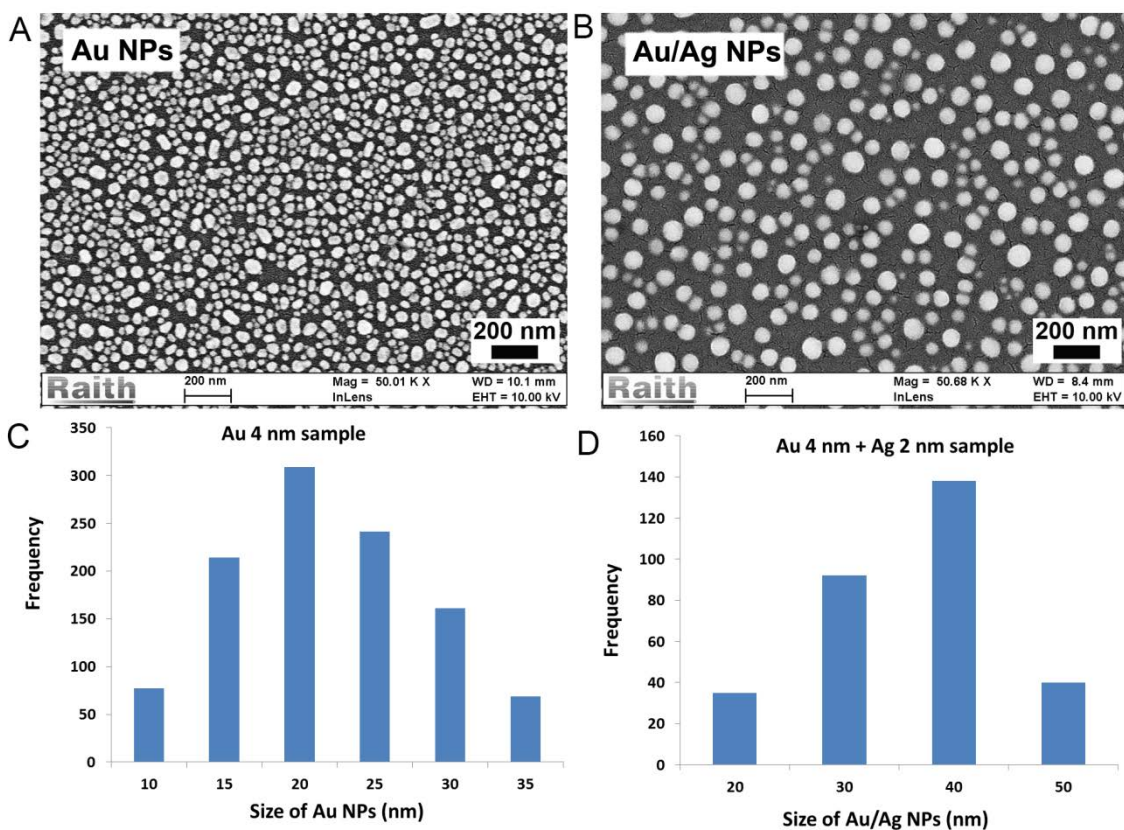 A
Au NPs
200 nm
Raith
200 nm
Mag = 50.01 K X
WD = 10.1 mm
InLens
EHT = 10.00 kV
B
Au/Ag NPs
200 nm
Raith
200 nm
Mag = 50.68 K X
WD = 8.4 mm
InLens
EHT = 10.00 kV
C
Au 4 nm sample
Frequency
350
300
250
200
150
100
50
0
10 15 20 25 30 35
Size of Au NPs (nm)
D
Au 4 nm + Ag 2 nm sample
Frequency
160
140
120
100
80
60
40
20
0
20 30 40 50
Size of Au/Ag NPs (nm)